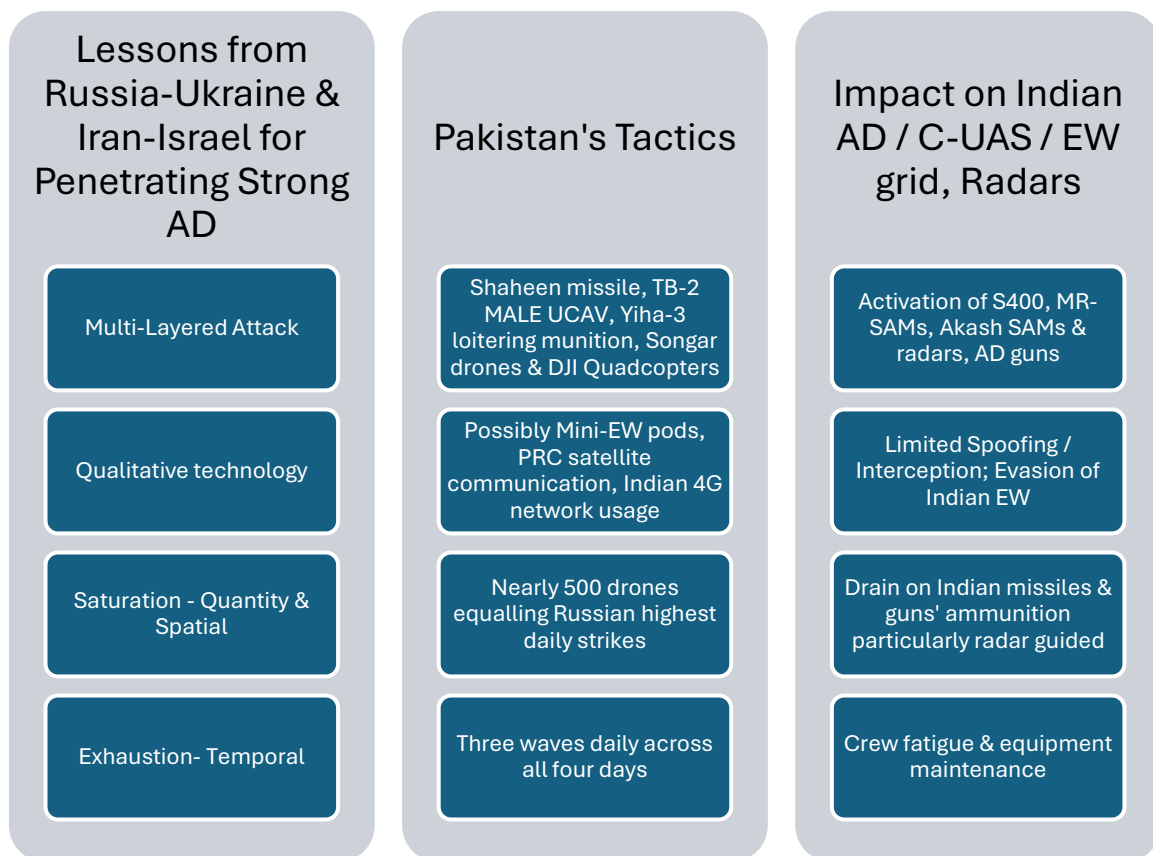 Lessons from
Russia-Ukraine &
Iran-Israel for
Penetrating Strong
AD
Multi-Layered Attack
Qualitative technology
Saturation - Quantity &
Spatial
Exhaustion- Temporal
Pakistan's Tactics
Shaheen missile, TB-2
MALE UCAV, Yiha-3
loitering munition, Songar
drones & DJI Quadcopters
Possibly Mini-EW pods,
PRC satellite
communication, Indian 4G
network usage
Nearly 500 drones
equalling Russian highest
daily strikes
Three waves daily across
all four days
Impact on Indian
AD / C-UAS / EW
grid, Radars
Activation of S400, MR-
SAMs, Akash SAMs &
radars, AD guns
Limited Spoofing /
Interception; Evasion of
Indian EW
Drain on Indian missiles &
guns' ammunition
particularly radar guided
Crew fatigue & equipment
maintenance